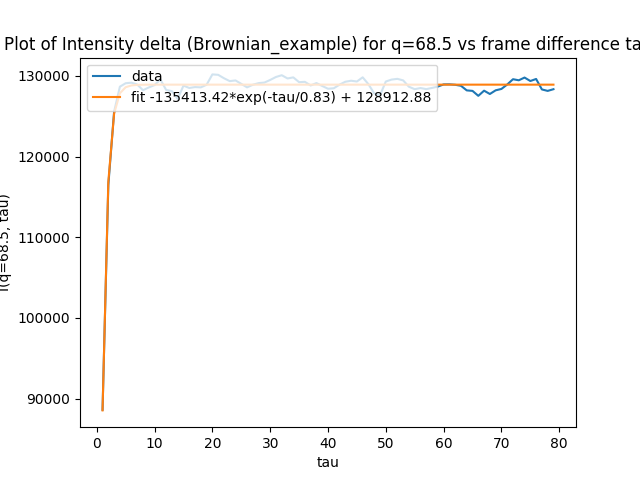 Plot of Intensity delta (Brownian_example) for q=68.5 vs frame difference ta
data
fit -135413.42*exp(-tau/0.83) + 128912.88
130000
120000
110000
100000
90000
I(q=68.5, tau)
0 10 20 30 40 50 60 70 80
tau